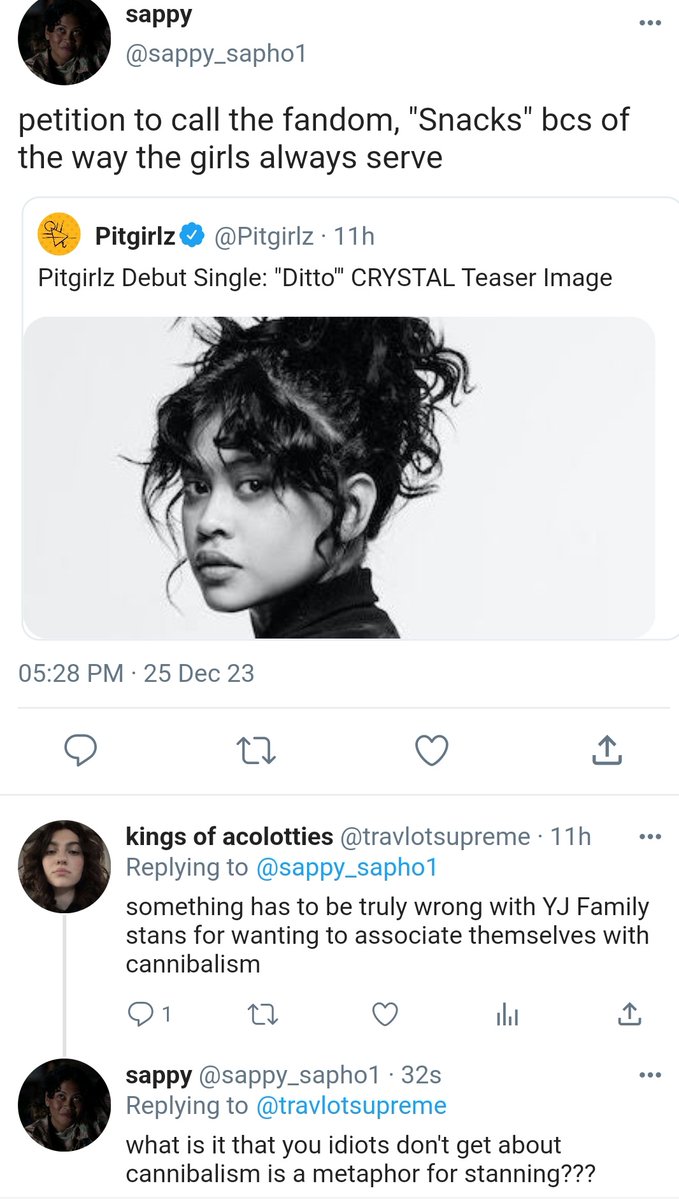 sappy
@sappy_sapho1
petition to call the fandom, "Snacks" bcs of
the way the girls always serve
Pitgirlz @Pitgirlz · 11h
Pitgirlz Debut Single: "Ditto'" CRYSTAL Teaser Image
05:28 PM · 25 Dec 23
kings of acolotties @travlotsupreme · 11h
Replying to @sappy_sapho1
something has to be truly wrong with YJ Family
stans for wanting to associate themselves with
cannibalism
1
sappy @sappy_sapho1 · 32s
Replying to @travlotsupreme
what is it that you idiots don't get about
cannibalism is a metaphor for stanning???